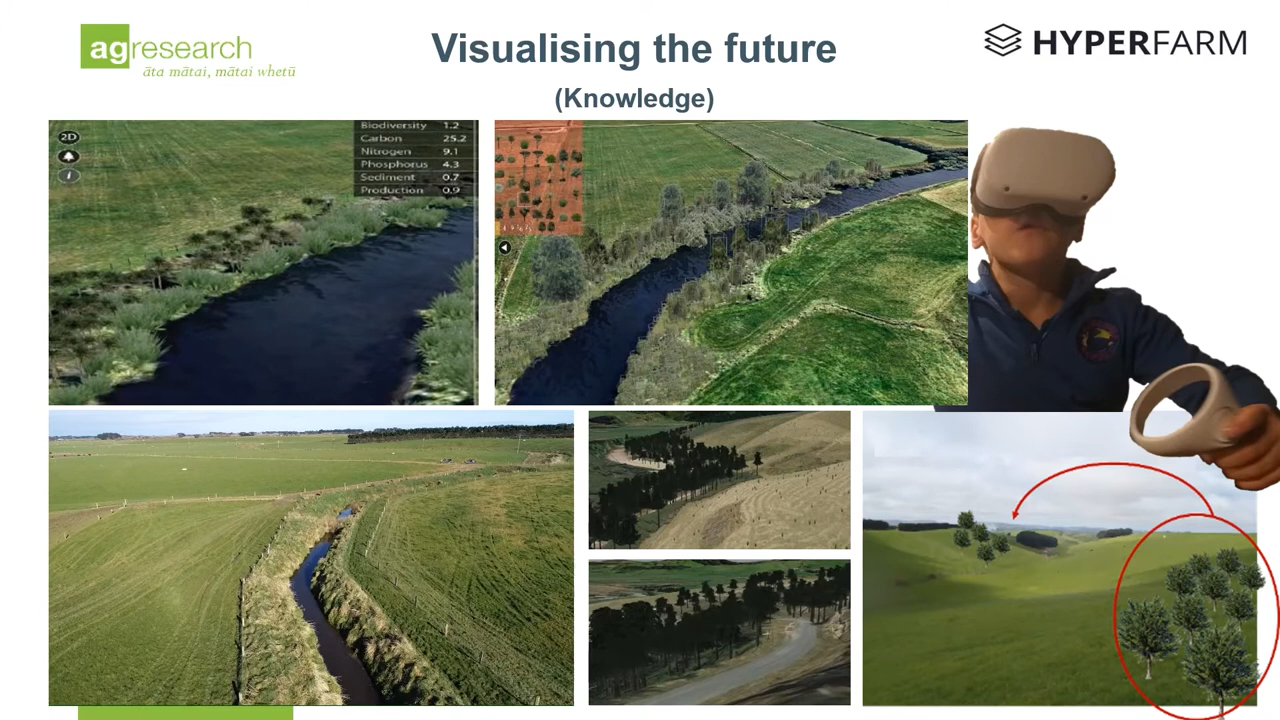 agresearch
āta mātai, mātai whetū
Visualising the future
(Knowledge)
HYPERFARM
2D
i
Biodiversity 1.2
Carbon 25.2
Nitrogen 9.1
Phosphorus 4.3
Sediment 0.7
Production 0.9